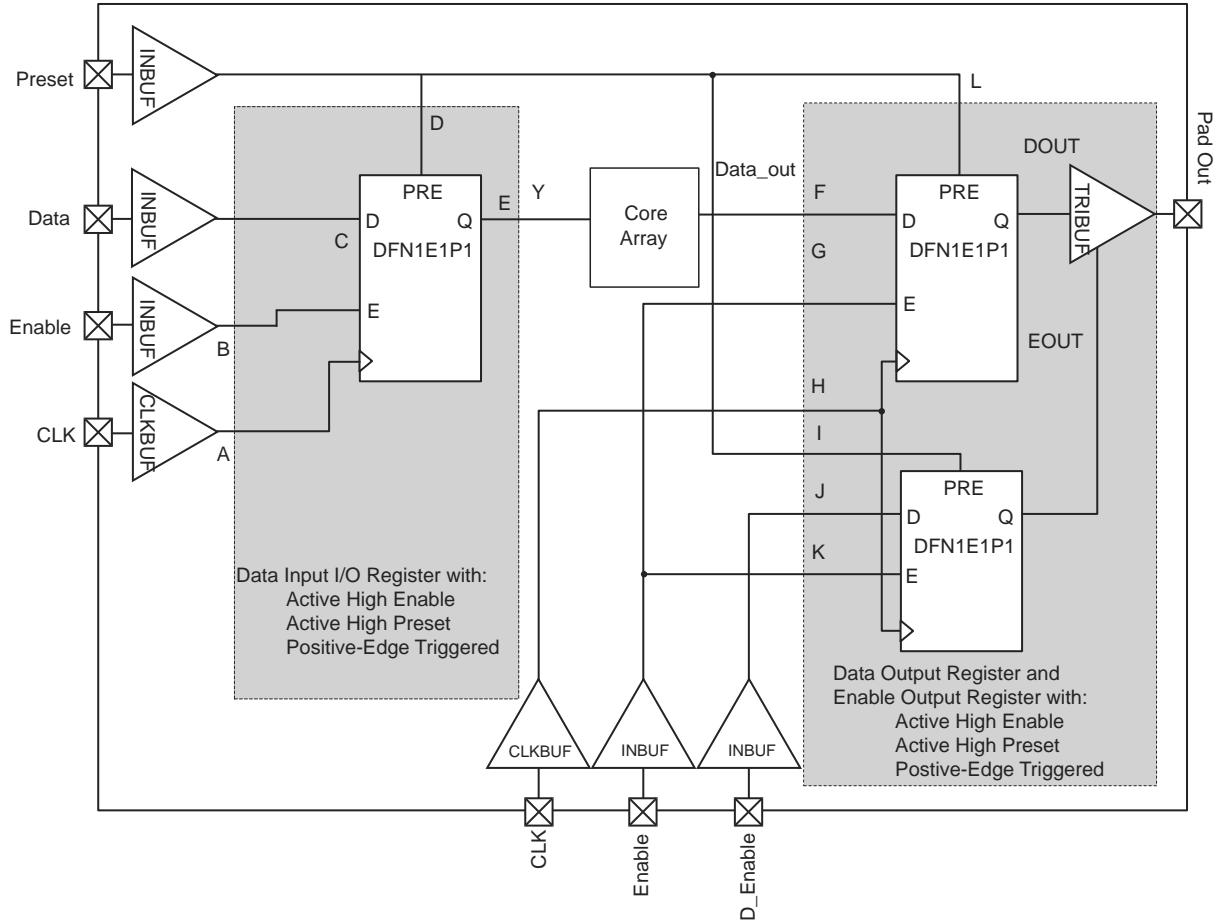 Preset
INBUF
D
L
Data
INBUF
C
PRE
D
Q
DFN1E1P1
E
E
Y
Core
Array
Data_out
F
G
PRE
D
Q
DFN1E1P1
E
DOUT
TRIBUF
Pad Out
EOUT
Enable
INBUF
B
CLK
CLKBUF
A
H
I
J
K
PRE
D
Q
DFN1E1P1
E
Data Input I/O Register with:
Active High Enable
Active High Preset
Positive-Edge Triggered
Data Output Register and
Enable Output Register with:
Active High Enable
Active High Preset
Postive-Edge Triggered
CLKBUF
INBUF
INBUF
CLK
Enable
D_Enable